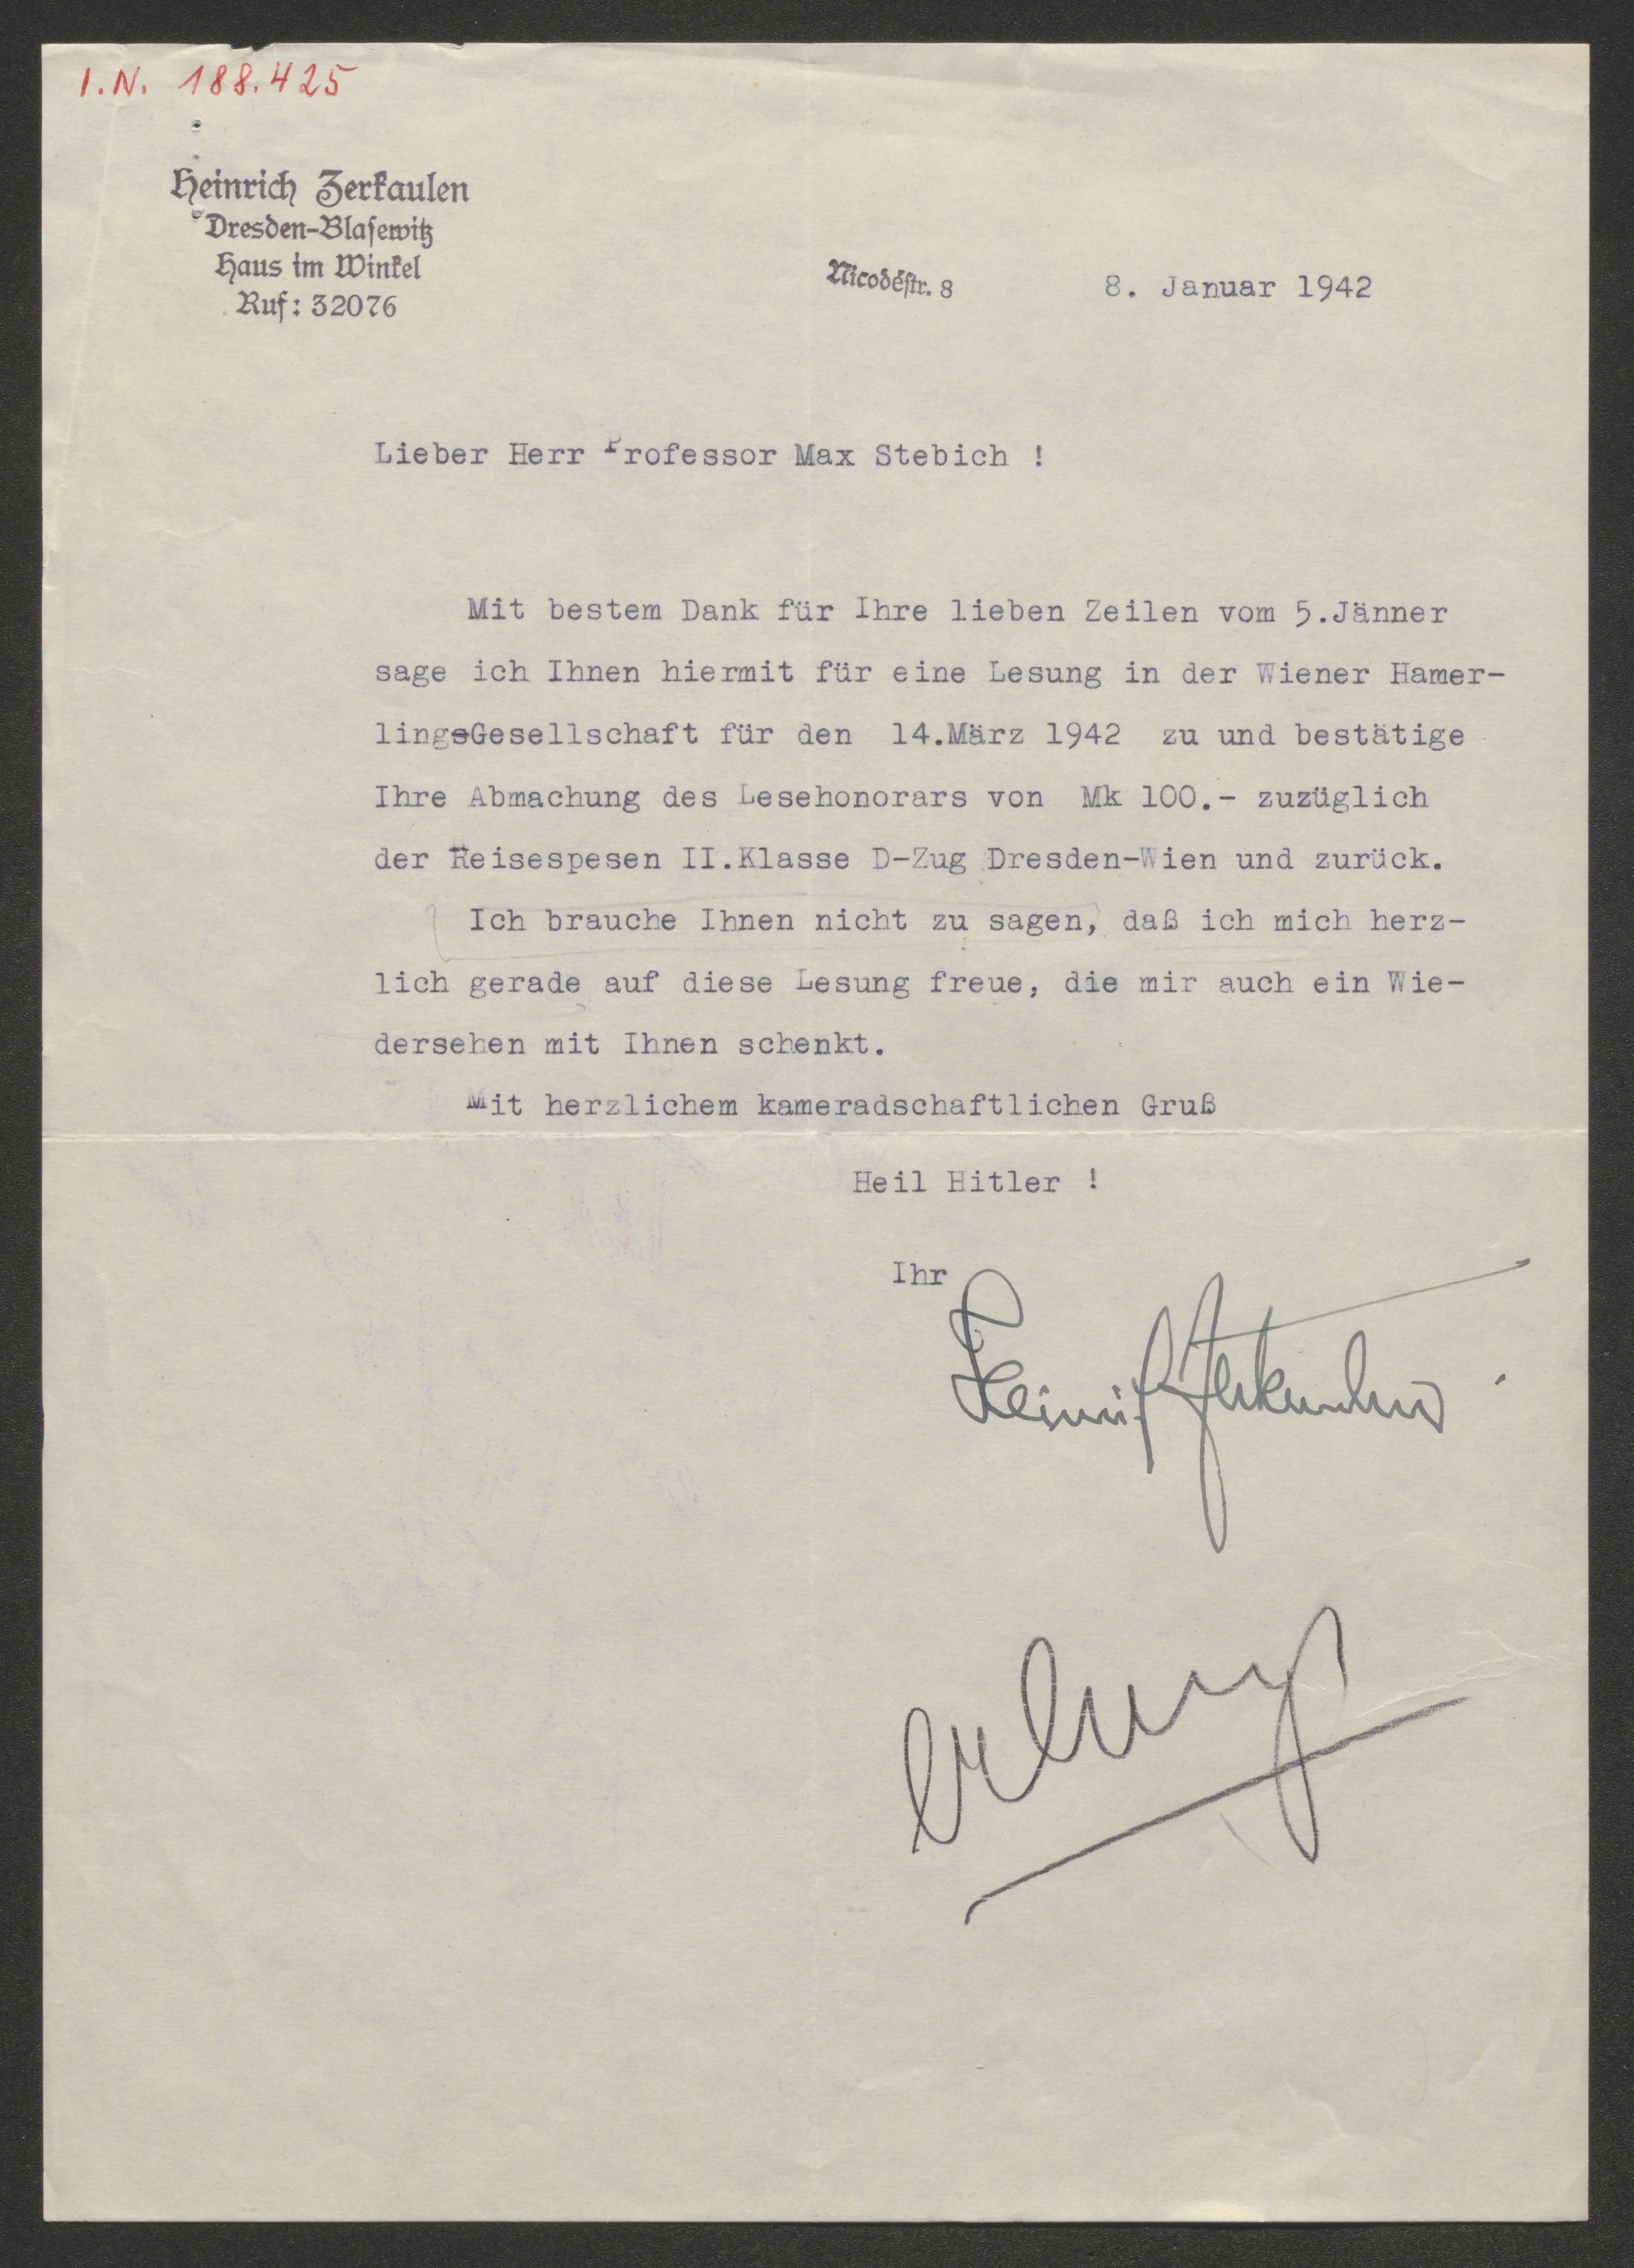 I.N. 188.425
Heinrich Zerkaulen
Dresden-Blasewitz
Haus im Winkel
Ruf: 32076
Nicodéstr. 8
8. Januar 1942
Lieber Herr Professor Max Stebich !
Mit bestem Dank für Ihre lieben Zeilen vom 5.Jänner
sage ich Ihnen hiermit für eine Lesung in der Wiener Hamer-
ling-Gesellschaft für den 14.März 1942 zu und bestätige
Ihre Abmachung des Lesehonorars von Mk 100.- zuzüglich
der Reisespesen II.Klasse D-Zug Dresden-Wien und zurück.
Ich brauche Ihnen nicht zu sagen, daß ich mich herz-
lich gerade auf diese Lesung freue, die mir auch ein Wie-
dersehen mit Ihnen schenkt.
Mit herzlichem kameradschaftlichen Gruß
Heil Hitler !
Ihr
Heinrich Zerkaulen